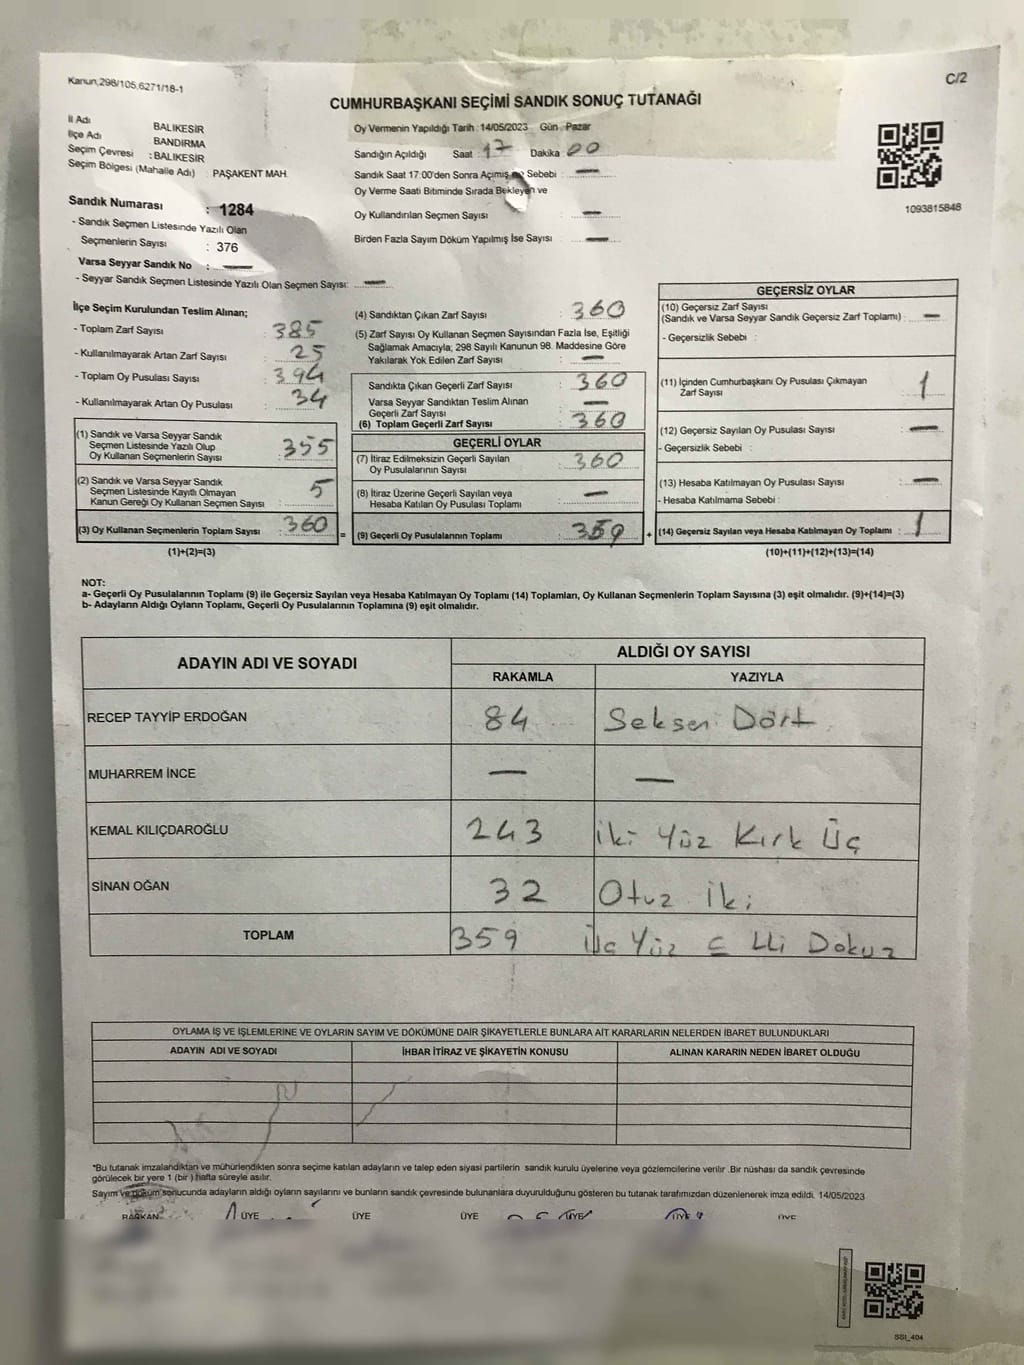 Kanun,298/105,6271/18-1
C/2
CUMHURBAŞKANI SEÇİMİ SANDIK SONUÇ TUTANAĞI
İl Adı BALIKESİR
İlçe Adı BANDIRMA
Seçim Çevresi : BALIKESİR
Seçim Bölgesi (Mahalle Adı) : PAŞAKENT MAH.
Sandık Numarası : 1284
- Sandık Seçmen Listesinde Yazılı Olan
Seçmenlerin Sayısı : 376
Varsa Seyyar Sandık No : —
- Seyyar Sandık Seçmen Listesinde Yazılı Olan Seçmen Sayısı: —
Oy Vermenin Yapıldığı Tarih : 14/05/2023 Gün : Pazar
Sandığın Açıldığı Saat : 17 Dakika : 00
Sandık Saat 17:00'den Sonra Açılmış Sebebi : —
Oy Verme Saati Bitiminde Sırada Bekleyen ve
Oy Kullandırılan Seçmen Sayısı : —
Birden Fazla Sayım Döküm Yapılmış İse Sayısı : —
1093815848
İlçe Seçim Kurulundan Teslim Alınan;
- Toplam Zarf Sayısı : 385
- Kullanılmayarak Artan Zarf Sayısı : 25
- Toplam Oy Pusulası Sayısı : 394
- Kullanılmayarak Artan Oy Pusulası : 34
(1) Sandık ve Varsa Seyyar Sandık
Seçmen Listesinde Yazılı Olup
Oy Kullanan Seçmenlerin Sayısı : 355
(2) Sandık ve Varsa Seyyar Sandık
Seçmen Listesinde Kayıtlı Olmayan
Kanun Gereği Oy Kullanan Seçmen Sayısı : 5
(3) Oy Kullanan Seçmenlerin Toplam Sayısı : 360
(1)+(2)=(3)
(4) Sandıktan Çıkan Zarf Sayısı : 360
(5) Zarf Sayısı Oy Kullanan Seçmen Sayısından Fazla İse, Eşitliği
Sağlamak Amacıyla; 298 Sayılı Kanunun 98. Maddesine Göre
Yakılarak Yok Edilen Zarf Sayısı : —
Sandıkta Çıkan Geçerli Zarf Sayısı : 360
Varsa Seyyar Sandıktan Teslim Alınan
Geçerli Zarf Sayısı : —
(6) Toplam Geçerli Zarf Sayısı : 360
GEÇERLİ OYLAR
(7) İtiraz Edilmeksizin Geçerli Sayılan
Oy Pusulalarının Sayısı : 360
(8) İtiraz Üzerine Geçerli Sayılan veya
Hesaba Katılan Oy Pusulası Toplamı : —
= (9) Geçerli Oy Pusulalarının Toplamı : 359 +
GEÇERSİZ OYLAR
(10) Geçersiz Zarf Sayısı
(Sandık ve Varsa Seyyar Sandık Geçersiz Zarf Toplamı) : —
- Geçersizlik Sebebi :
(11) İçinden Cumhurbaşkanı Oy Pusulası Çıkmayan
Zarf Sayısı : 1
(12) Geçersiz Sayılan Oy Pusulası Sayısı : —
- Geçersizlik Sebebi :
(13) Hesaba Katılmayan Oy Pusulası Sayısı : —
- Hesaba Katılmama Sebebi :
(14) Geçersiz Sayılan veya Hesaba Katılmayan Oy Toplamı : 1
(10)+(11)+(12)+(13)=(14)
NOT:
a- Geçerli Oy Pusulalarının Toplamı (9) ile Geçersiz Sayılan veya Hesaba Katılmayan Oy Toplamı (14) Toplamları, Oy Kullanan Seçmenlerin Toplam Sayısına (3) eşit olmalıdır. (9)+(14)=(3)
b- Adayların Aldığı Oyların Toplamı, Geçerli Oy Pusulalarının Toplamına (9) eşit olmalıdır.
ADAYIN ADI VE SOYADI ALDIĞI OY SAYISI
RAKAMLA YAZIYLA
RECEP TAYYİP ERDOĞAN 84 Seksen Dört
MUHARREM İNCE — —
KEMAL KILIÇDAROĞLU 243 İki Yüz Kırk Üç
SİNAN OĞAN 32 Otuz İki
TOPLAM 359 Üç Yüz Elli Dokuz
OYLAMA İŞ VE İŞLEMLERİNE VE OYLARIN SAYIM VE DÖKÜMÜNE DAİR ŞİKAYETLERLE BUNLARA AİT KARARLARIN NELERDEN İBARET BULUNDUKLARI
ADAYIN ADI VE SOYADI İHBAR İTİRAZ VE ŞİKAYETİN KONUSU ALINAN KARARIN NEDEN İBARET OLDUĞU
*Bu tutanak imzalandıktan ve mühürlendikten sonra seçime katılan adayların ve talep eden siyasi partilerin sandık kurulu üyelerine veya gözlemcilerine verilir .Bir nüshası da sandık çevresinde
görülecek bir yere 1 (bir ) hafta süreyle asılır.
Sayım ve döküm sonucunda adayların aldığı oyların sayılarını ve bunların sandık çevresinde bulunanlara duyurulduğunu gösteren bu tutanak tarafımızdan düzenlenerek imza edildi. 14/05/2023
BAŞKAN ÜYE ÜYE ÜYE ÜYE ÜYE ÜYE
SSI_404